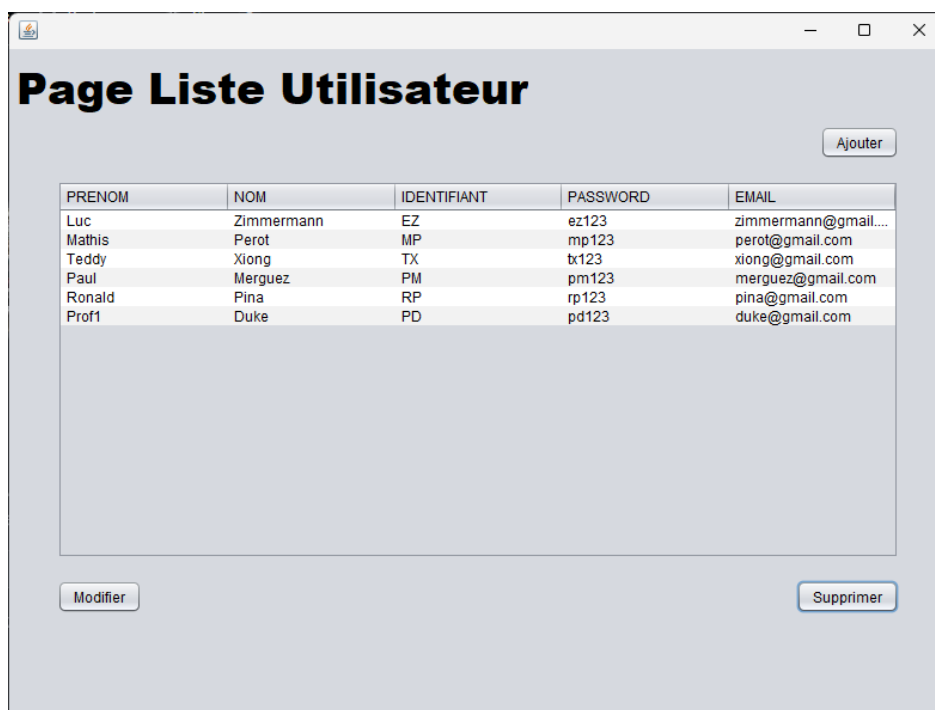 Page Liste Utilisateur
Ajouter
PRENOM NOM IDENTIFIANT PASSWORD EMAIL
Luc Zimmermann EZ ez123 zimmermann@gmail....
Mathis Perot MP mp123 perot@gmail.com
Teddy Xiong TX tx123 xiong@gmail.com
Paul Merguez PM pm123 merguez@gmail.com
Ronald Pina RP rp123 pina@gmail.com
Prof1 Duke PD pd123 duke@gmail.com
Modifier Supprimer